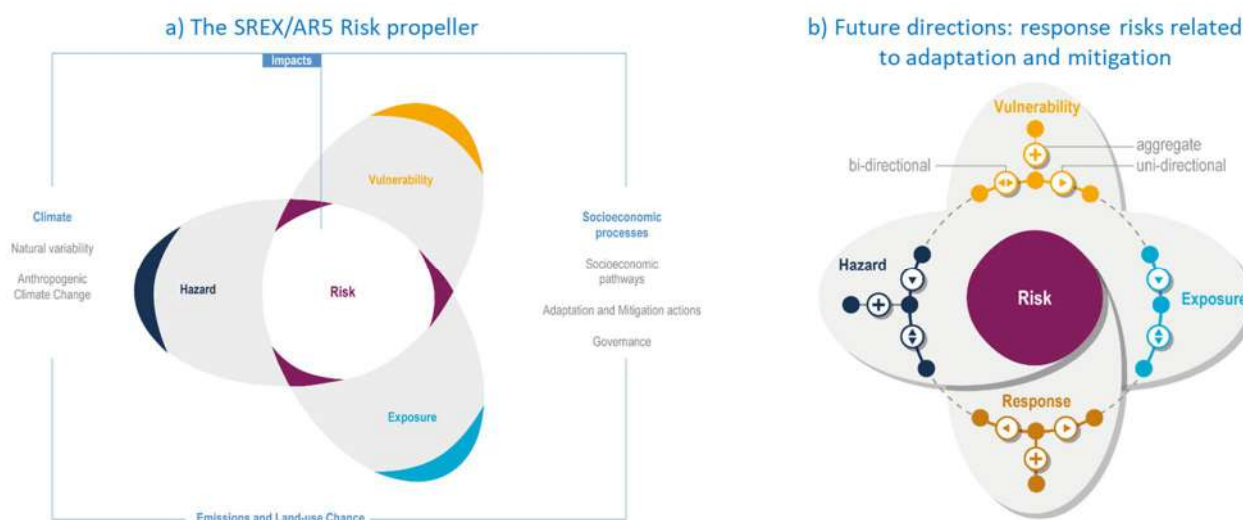 a) The SREX/AR5 Risk propeller
Impacts
Vulnerability
Climate
Natural variability
Anthropogenic
Climate Change
Hazard
Risk
Socioeconomic
processes
Socioeconomic
pathways
Adaptation and Mitigation actions
Governance
Exposure
Emissions and Land-use Change
b) Future directions: response risks related
to adaptation and mitigation
Vulnerability
aggregate
bi-directional
uni-directional
Hazard
Risk
Exposure
Response